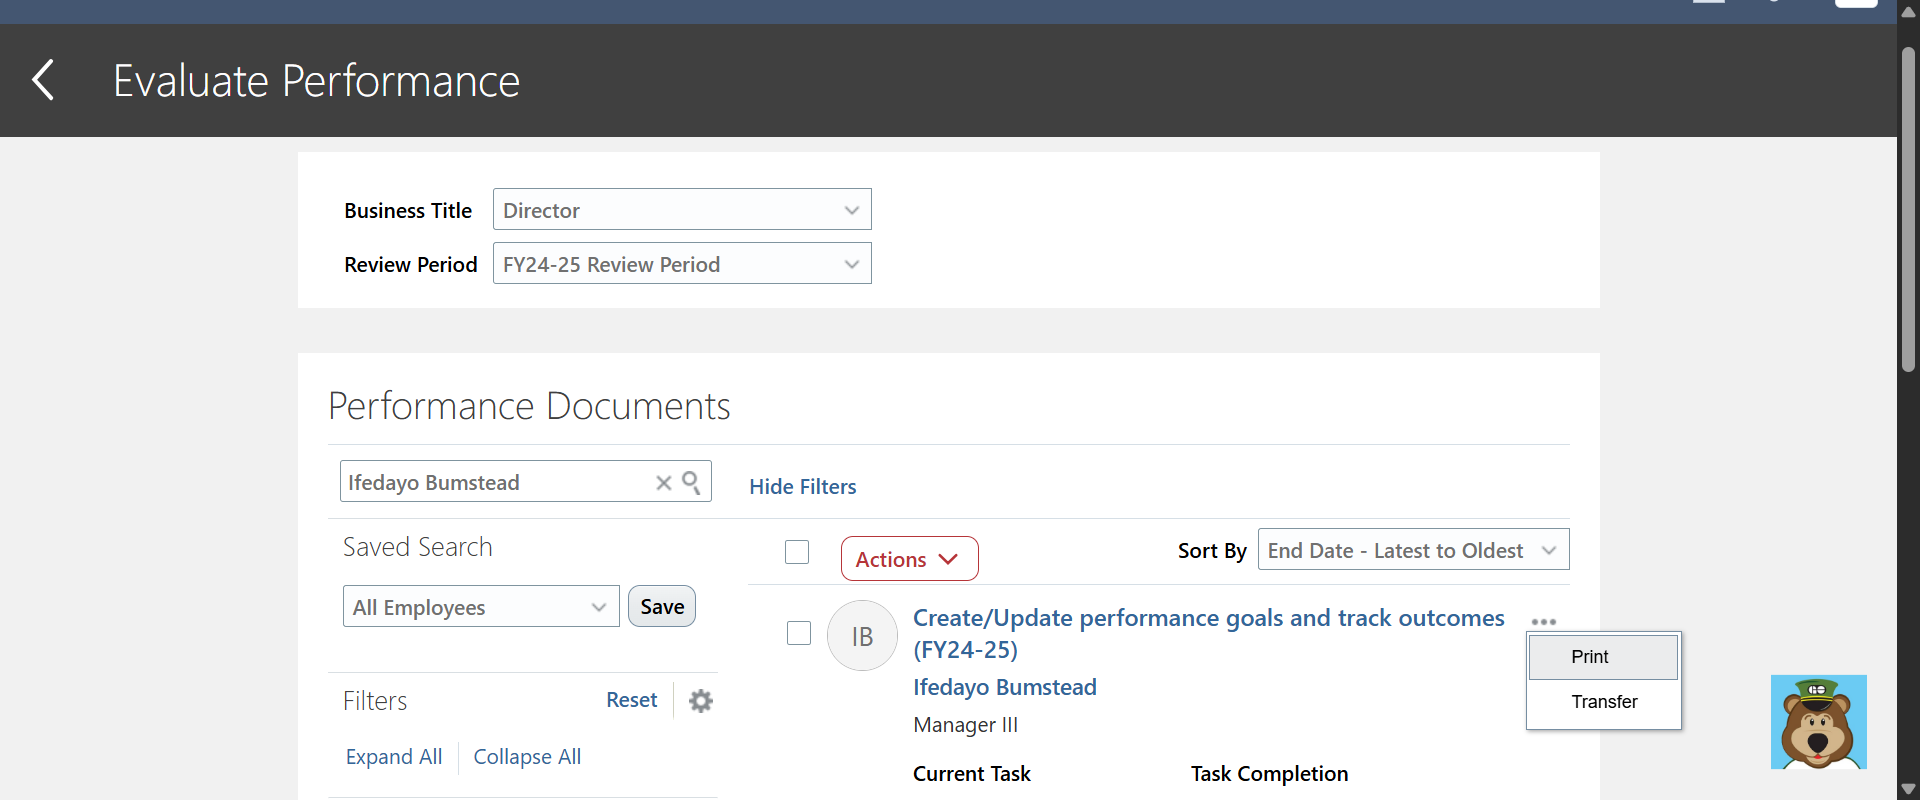 Evaluate Performance
Business Title Director
Review Period FY24-25 Review Period
Performance Documents
Ifedayo Bumstead
Hide Filters
Saved Search
All Employees Save
Filters Reset
Expand All Collapse All
Actions
Sort By End Date - Latest to Oldest
IB
Create/Update performance goals and track outcomes
(FY24-25)
Ifedayo Bumstead
Manager III
Current Task Task Completion
Print
Transfer